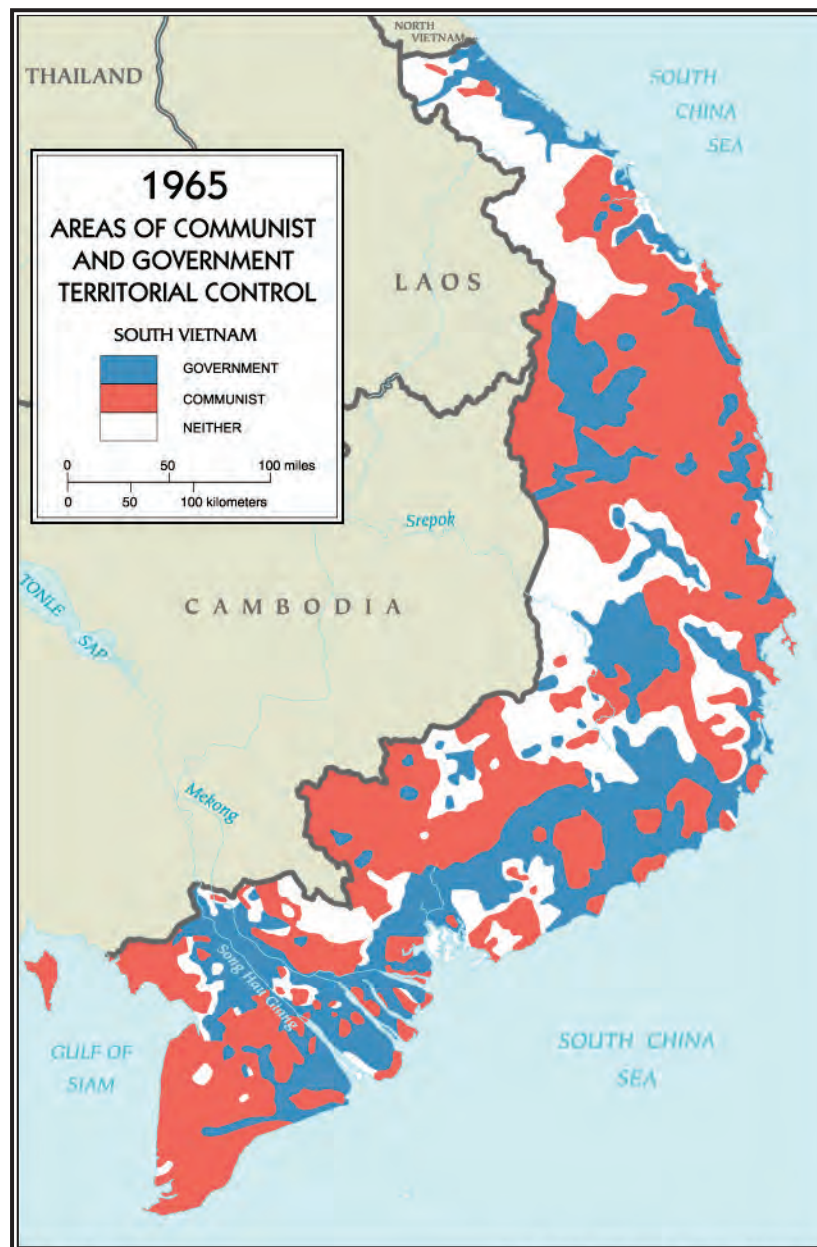 NORTH
VIETNAM
THAILAND
SOUTH
CHINA
SEA
1965
AREAS OF COMMUNIST
AND GOVERNMENT
TERRITORIAL CONTROL
SOUTH VIETNAM
GOVERNMENT
COMMUNIST
NEITHER
0 50 100 miles
0 50 100 kilometers
LAOS
Srepok
CAMBODIA
TONLE
SAP
Mekong
Song Hau Giang
GULF OF
SIAM
SOUTH CHINA
SEA